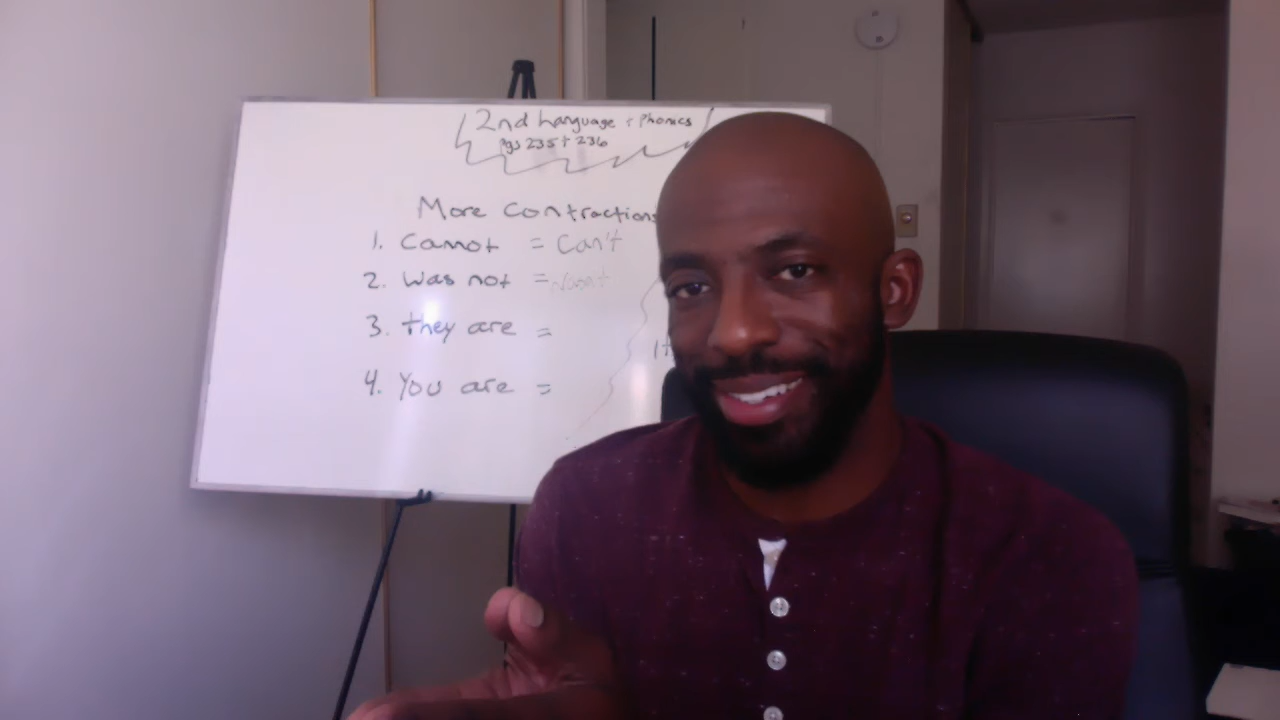 2nd Language + Phonics
Pgs 235 + 236
More Contractions
1. Cannot = Can't
2. Was not = Wasn't
3. they are =
4. You are =